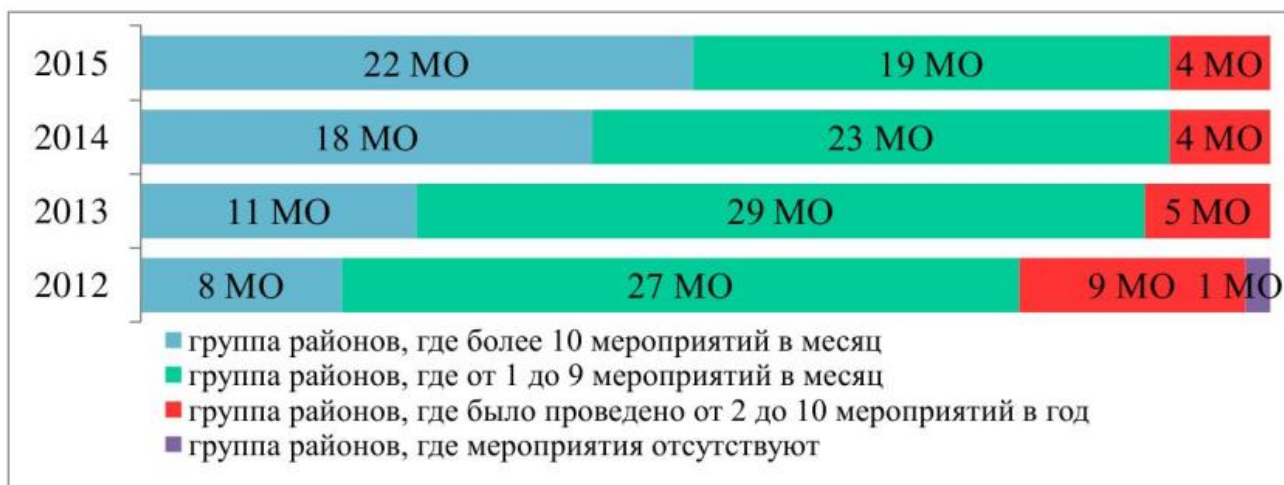 2015 22 МО 19 МО 4 МО
2014 18 МО 23 МО 4 МО
2013 11 МО 29 МО 5 МО
2012 8 МО 27 МО 9 МО 1 МО
группа районов, где более 10 мероприятий в месяц
группа районов, где от 1 до 9 мероприятий в месяц
группа районов, где было проведено от 2 до 10 мероприятий в год
группа районов, где мероприятия отсутствуют